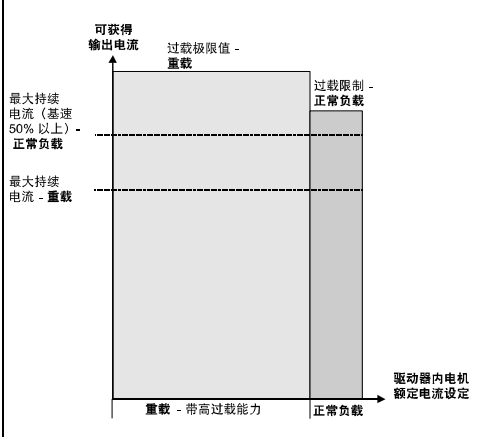 可获得
输出电流
过载极限值 -
重载
过载限制 -
正常负载
最大持续
电流（基速
50% 以上）-
正常负载
最大持续
电流 - 重载
驱动器内电机
额定电流设定
重载 - 带高过载能力
正常负载